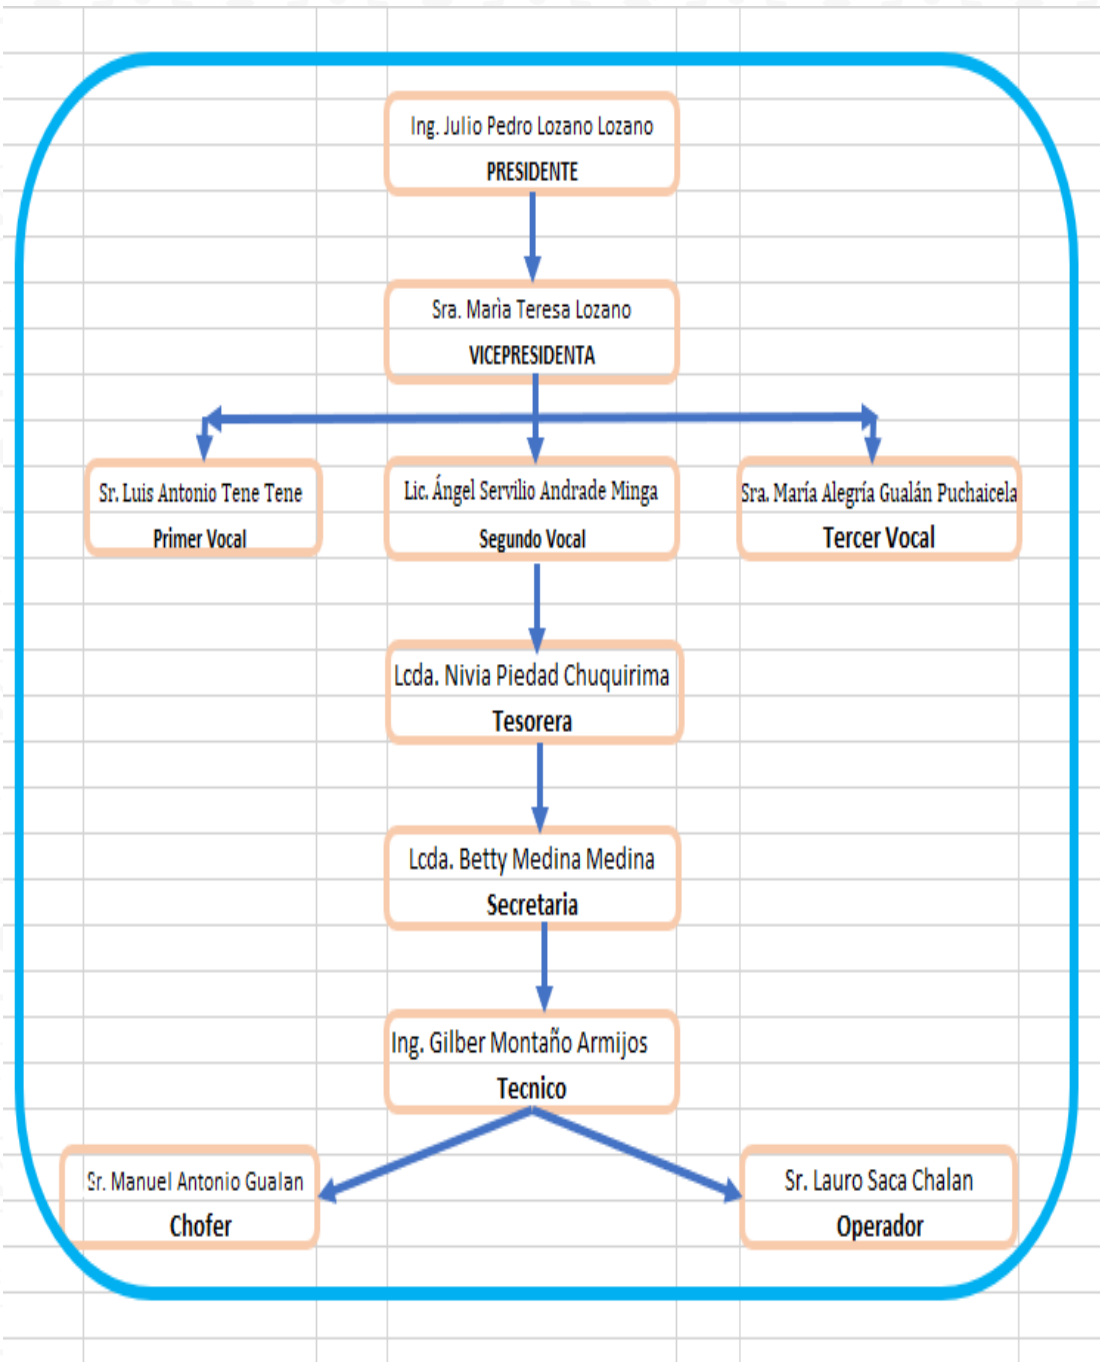 Ing. Julio Pedro Lozano Lozano
PRESIDENTE
Sra. Marìa Teresa Lozano
VICEPRESIDENTA
Sr. Luis Antonio Tene Tene
Primer Vocal
Lic. Ángel Servilio Andrade Minga
Segundo Vocal
Sra. María Alegría Gualán Puchaicela
Tercer Vocal
Lcda. Nivia Piedad Chuquirima
Tesorera
Lcda. Betty Medina Medina
Secretaria
Ing. Gilber Montaño Armijos
Tecnico
Sr. Manuel Antonio Gualan
Chofer
Sr. Lauro Saca Chalan
Operador